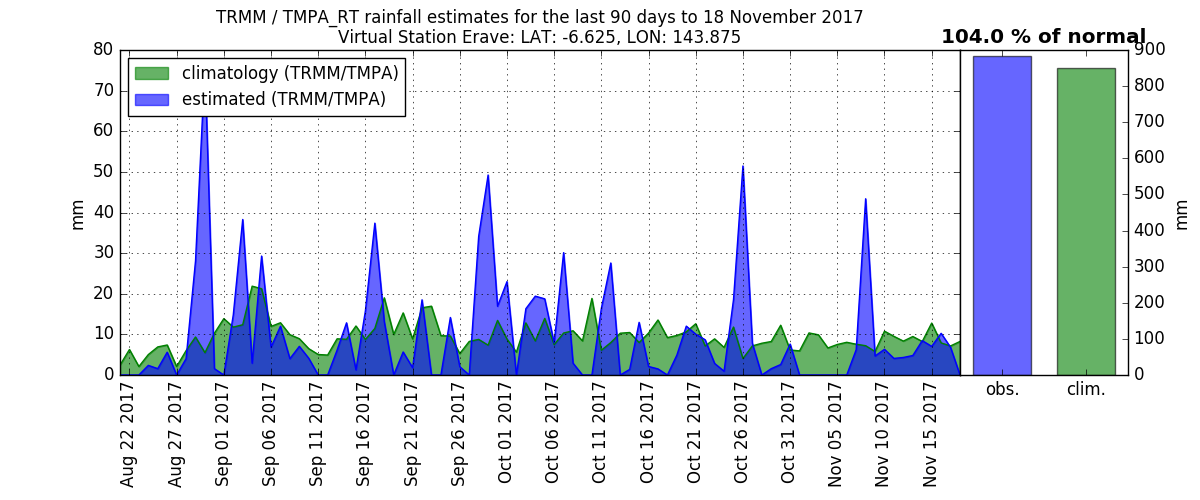 TRMM / TMPA_RT rainfall estimates for the last 90 days to 18 November 2017
Virtual Station Erave: LAT: -6.625, LON: 143.875
104.0 % of normal
climatology (TRMM/TMPA)
estimated (TRMM/TMPA)
80
70
60
50
40
30
20
10
0
mm
900
800
700
600
500
400
300
200
100
0
mm
obs.
clim.
Aug 22 2017
Aug 27 2017
Sep 01 2017
Sep 06 2017
Sep 11 2017
Sep 16 2017
Sep 21 2017
Sep 26 2017
Oct 01 2017
Oct 06 2017
Oct 11 2017
Oct 16 2017
Oct 21 2017
Oct 26 2017
Oct 31 2017
Nov 05 2017
Nov 10 2017
Nov 15 2017